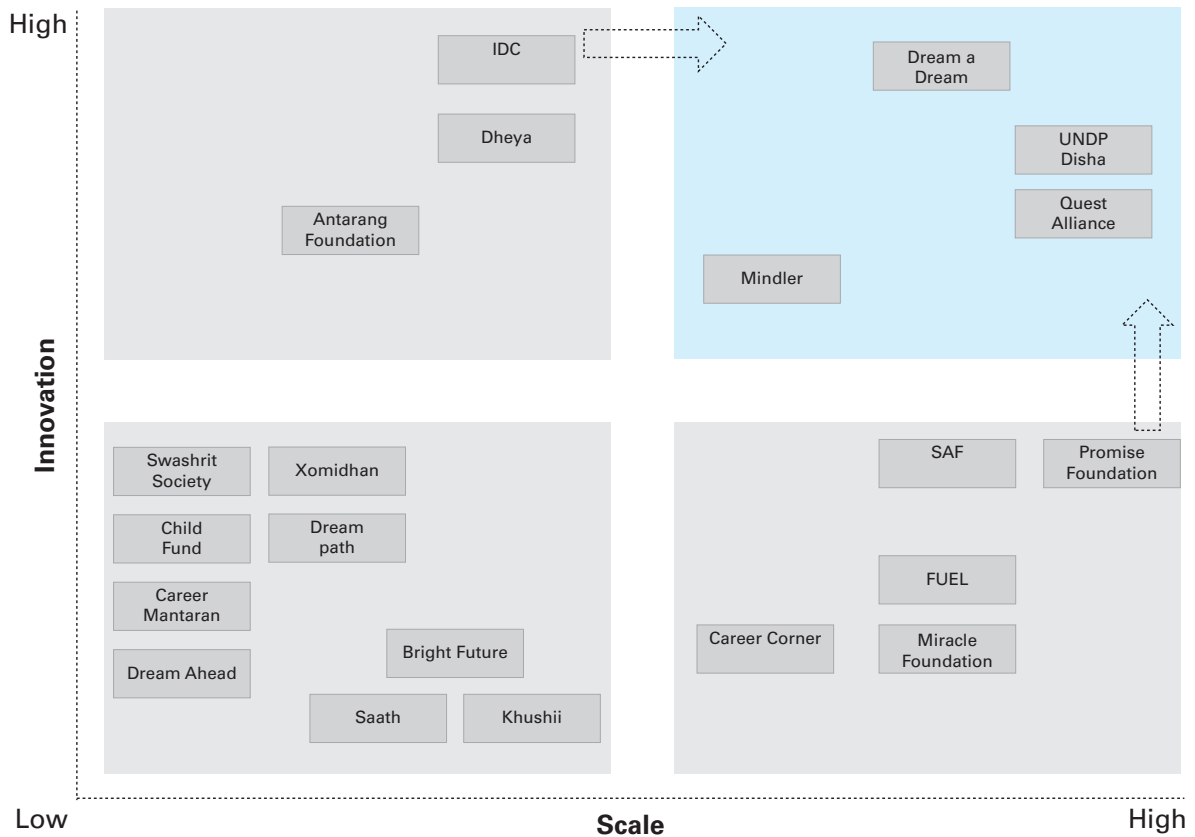 High
IDC
Dream a
Dream
Dheya
UNDP
Disha
Antarang
Foundation
Quest
Alliance
Mindler
Innovation
Swashrit
Society
Xomidhan
SAF
Promise
Foundation
Child
Fund
Dream
path
FUEL
Career
Mantaran
Career Corner
Miracle
Foundation
Bright Future
Dream Ahead
Saath
Khushii
Low
Scale
High